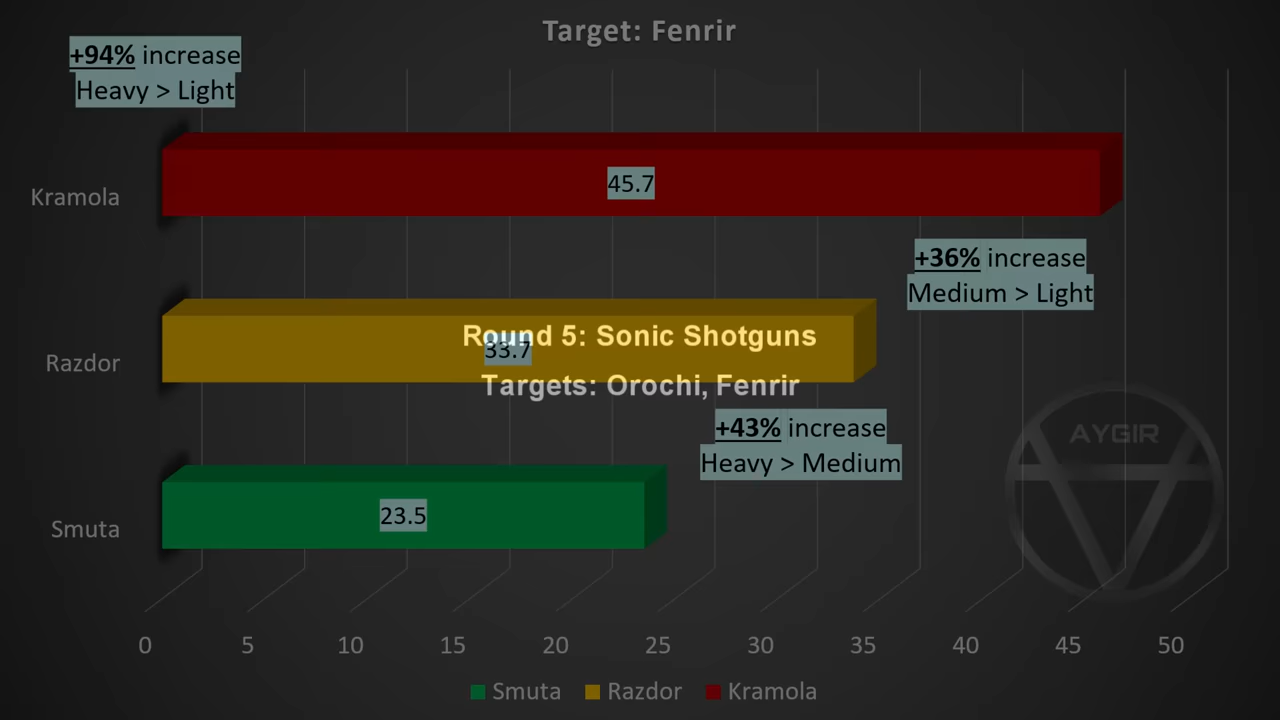 Target: Fenrir
+94% increase
Heavy > Light
Kramola
45.7
+36% increase
Medium > Light
Razdor
33.7
Round 5: Sonic Shotguns
Targets: Orochi, Fenrir
+43% increase
Heavy > Medium
AYGIR
Smuta
23.5
0 5 10 15 20 25 30 35 40 45 50
Smuta Razdor Kramola